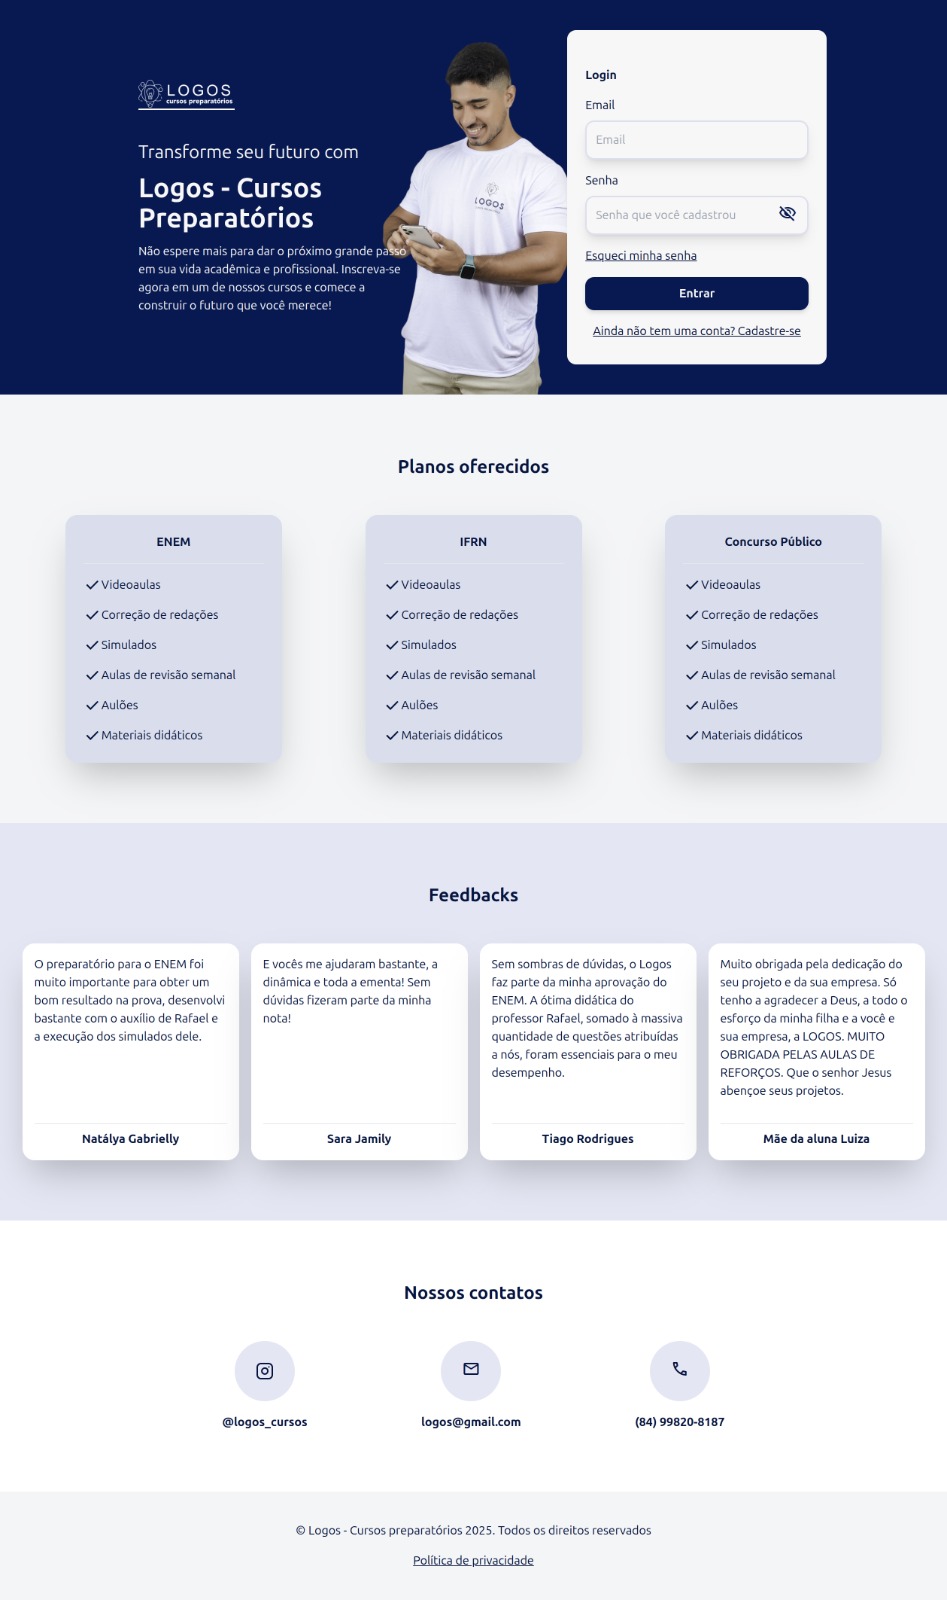 LOGOS
cursos preparatórios
Transforme seu futuro com
Logos - Cursos
Preparatórios
Não espere mais para dar o próximo grande passo
em sua vida acadêmica e profissional. Inscreva-se
agora em um de nossos cursos e comece a
construir o futuro que você merece!
LOGOS
Login
Email
Email
Senha
Senha que você cadastrou
Esqueci minha senha
Entrar
Ainda não tem uma conta? Cadastre-se
Planos oferecidos
ENEM
Videoaulas
Correção de redações
Simulados
Aulas de revisão semanal
Aulões
Materiais didáticos
IFRN
Videoaulas
Correção de redações
Simulados
Aulas de revisão semanal
Aulões
Materiais didáticos
Concurso Público
Videoaulas
Correção de redações
Simulados
Aulas de revisão semanal
Aulões
Materiais didáticos
Feedbacks
O preparatório para o ENEM foi
muito importante para obter um
bom resultado na prova, desenvolvi
bastante com o auxílio de Rafael e
a execução dos simulados dele.
Natálya Gabrielly
E vocês me ajudaram bastante, a
dinâmica e toda a ementa! Sem
dúvidas fizeram parte da minha
nota!
Sara Jamily
Sem sombras de dúvidas, o Logos
faz parte da minha aprovação do
ENEM. A ótima didática do
professor Rafael, somado à massiva
quantidade de questões atribuídas
a nós, foram essenciais para o meu
desempenho.
Tiago Rodrigues
Muito obrigada pela dedicação do
seu projeto e da sua empresa. Só
tenho a agradecer a Deus, a todo o
esforço da minha filha e a você e
sua empresa, a LOGOS. MUITO
OBRIGADA PELAS AULAS DE
REFORÇOS. Que o senhor Jesus
abençoe seus projetos.
Mãe da aluna Luiza
Nossos contatos
@logos_cursos
logos@gmail.com
(84) 99820-8187
© Logos - Cursos preparatórios 2025. Todos os direitos reservados
Política de privacidade